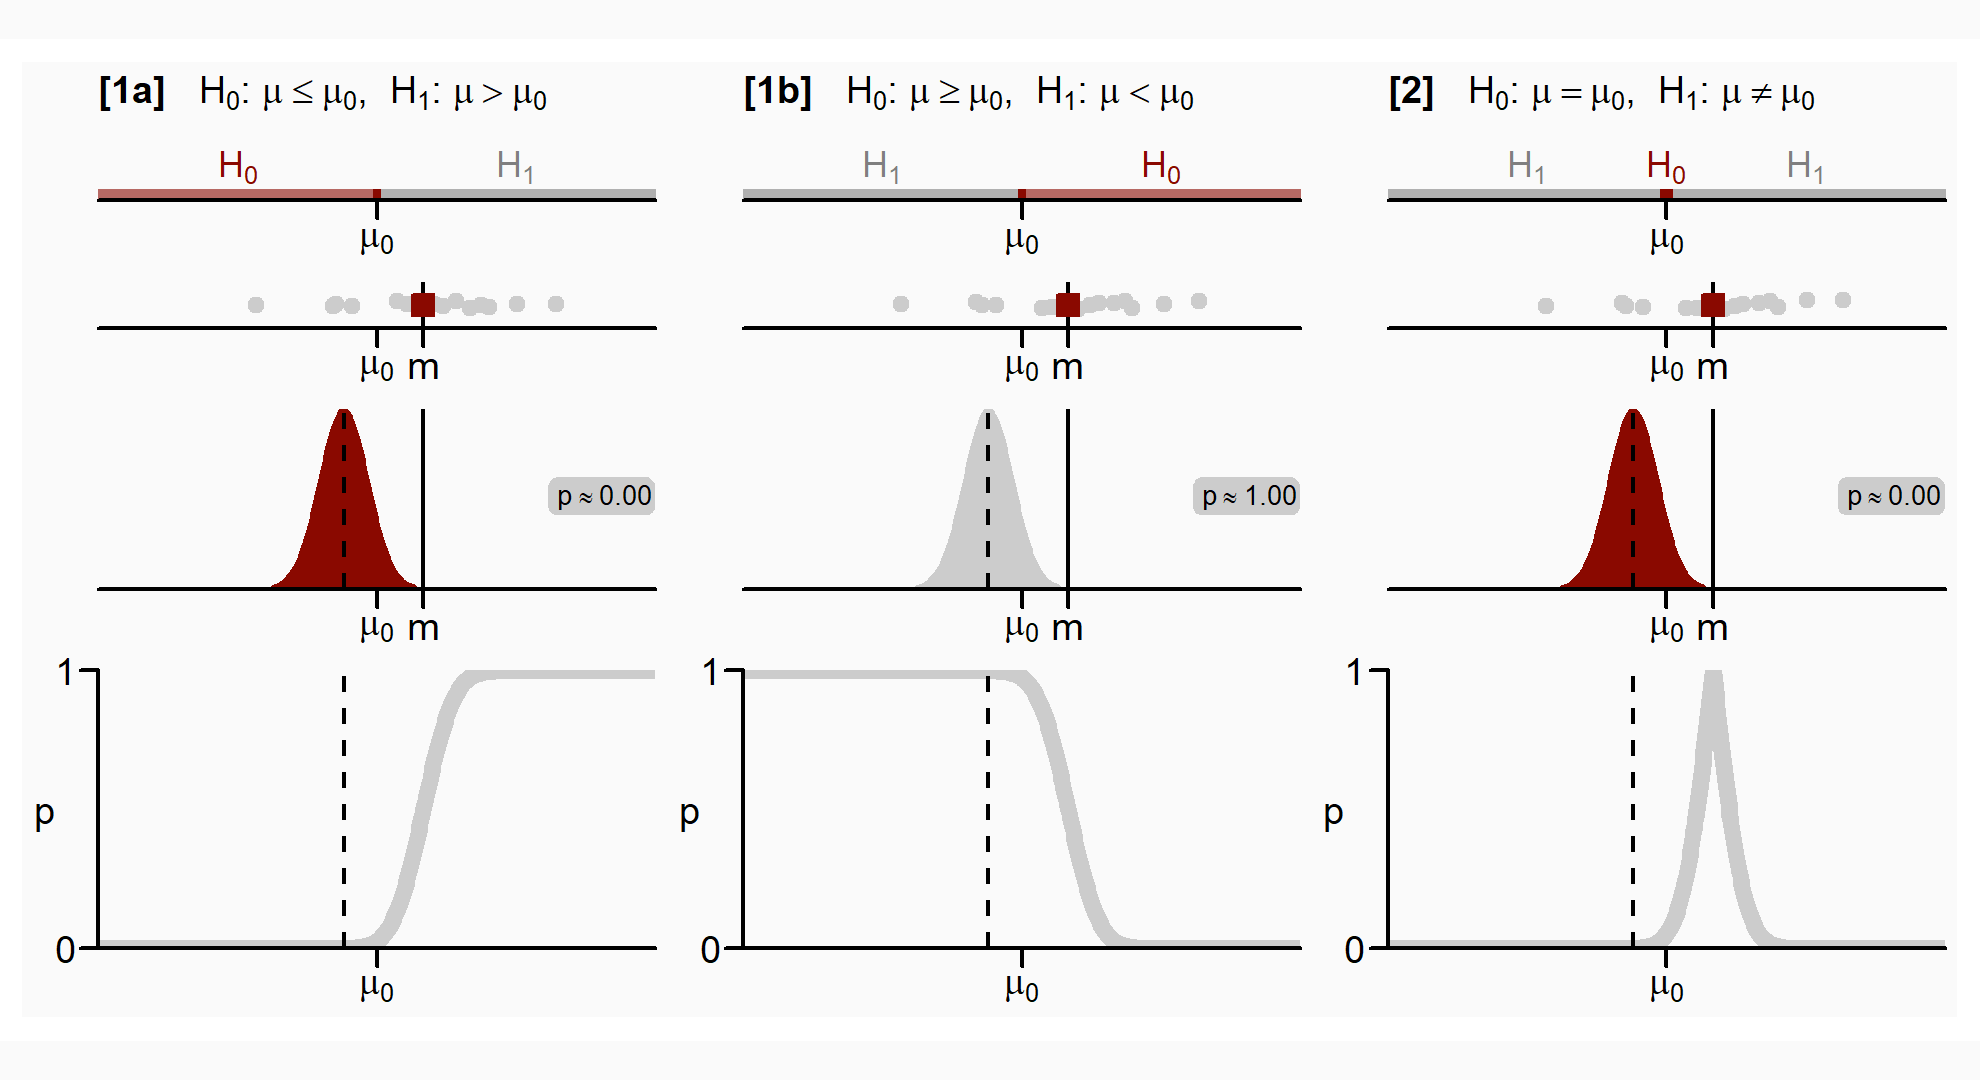 [1a] H₀: μ ≤ μ₀, H₁: μ > μ₀
H₀ H₁
μ₀
μ₀ m
p ≈ 0.00
μ₀ m
1
p
0
μ₀
[1b] H₀: μ ≥ μ₀, H₁: μ < μ₀
H₁ H₀
μ₀
μ₀ m
p ≈ 1.00
μ₀ m
1
p
0
μ₀
[2] H₀: μ = μ₀, H₁: μ ≠ μ₀
H₁ H₀ H₁
μ₀
μ₀ m
p ≈ 0.00
μ₀ m
1
p
0
μ₀